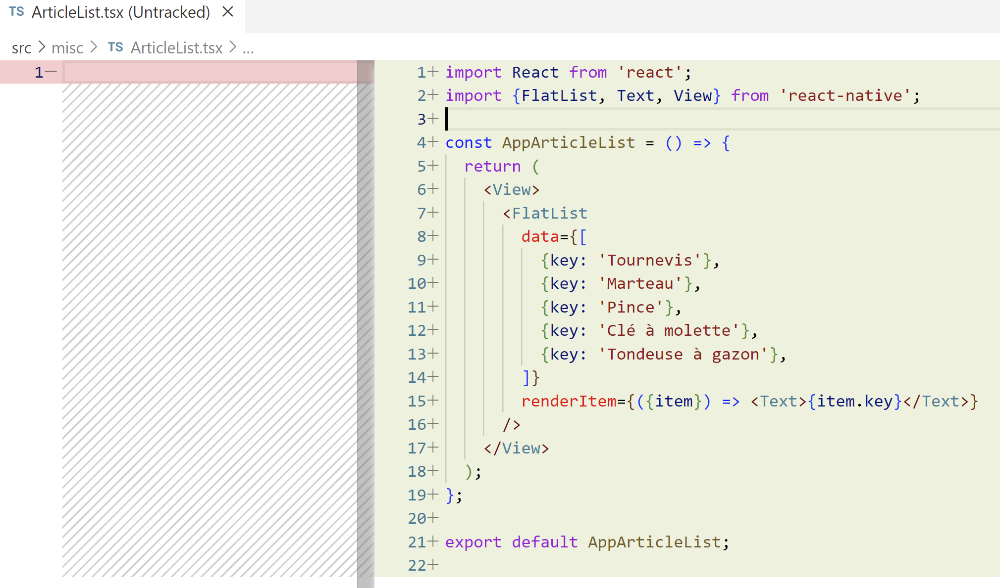 TS ArticleList.tsx (Untracked) ×
src > misc > TS ArticleList.tsx > ...
1—
1+ import React from 'react';
2+ import {FlatList, Text, View} from 'react-native';
3+
4+ const AppArticleList = () => {
5+   return (
6+     <View>
7+       <FlatList
8+         data={[
9+           {key: 'Tournevis'},
10+           {key: 'Marteau'},
11+           {key: 'Pince'},
12+           {key: 'Clé à molette'},
13+           {key: 'Tondeuse à gazon'},
14+         ]}
15+         renderItem={({item}) => <Text>{item.key}</Text>}
16+       />
17+     </View>
18+   );
19+ };
20+
21+ export default AppArticleList;
22+